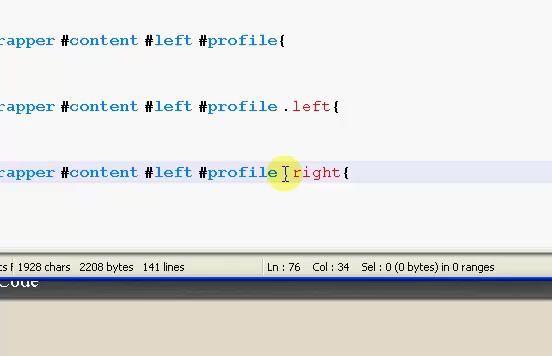 rapper #content #left #profile{
rapper #content #left #profile .left{
rapper #content #left #profile .right{
1928 chars 2208 bytes 141 lines Ln : 76 Col : 34 Sel : 0 (0 bytes) in 0 ranges
Code